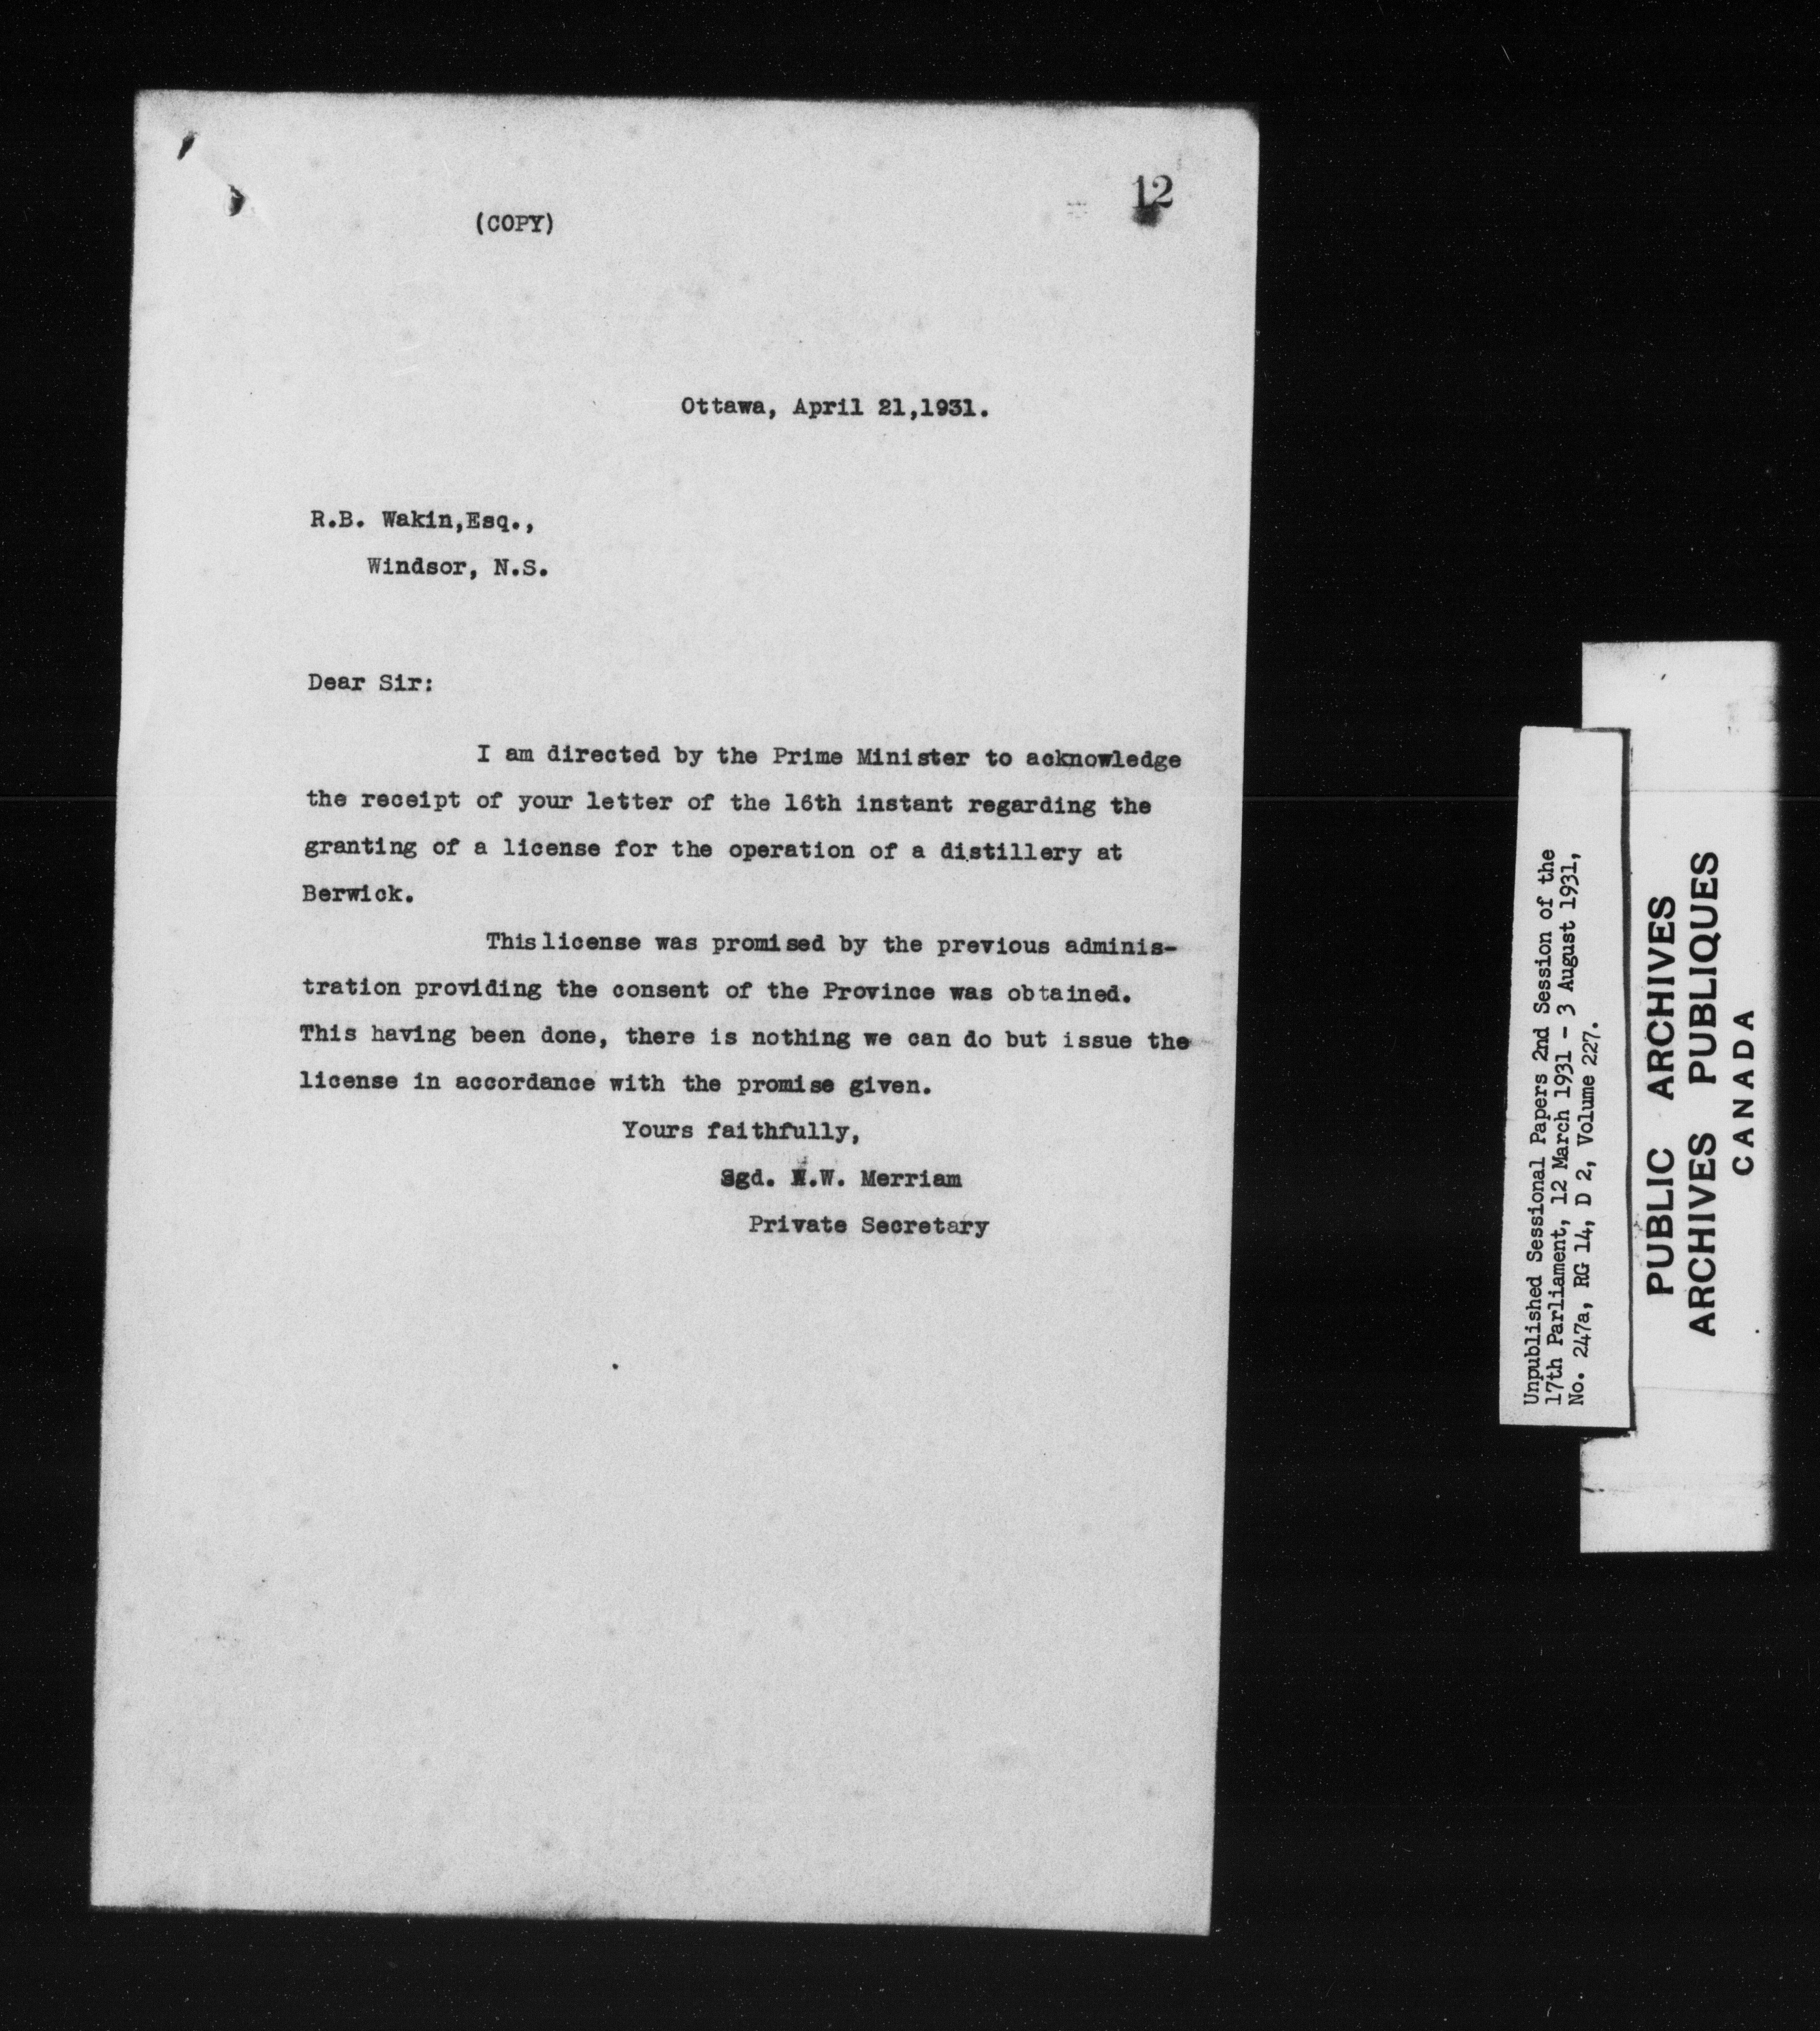 12
(COPY)
Ottawa, April 21,1931.
R.B. Wakin,Esq.,
Windsor, N.S.
Dear Sir:
I am directed by the Prime Minister to acknowledge
the receipt of your letter of the 16th instant regarding the
granting of a license for the operation of a distillery at
Berwick.
This license was promised by the previous adminis-
tration providing the consent of the Province was obtained.
This having been done, there is nothing we can do but issue the
license in accordance with the promise given.
Yours faithfully,
Sgd. .W. Merriam
Private Secretary
Unpublished Sessional Papers 2nd Session of the
17th Parliament, 12 March 1931 - 3 August 1931,
No. 247a, RG 14, D 2, Volume 227.
PUBLIC ARCHIVES
ARCHIVES PUBLIQUES
CANADA